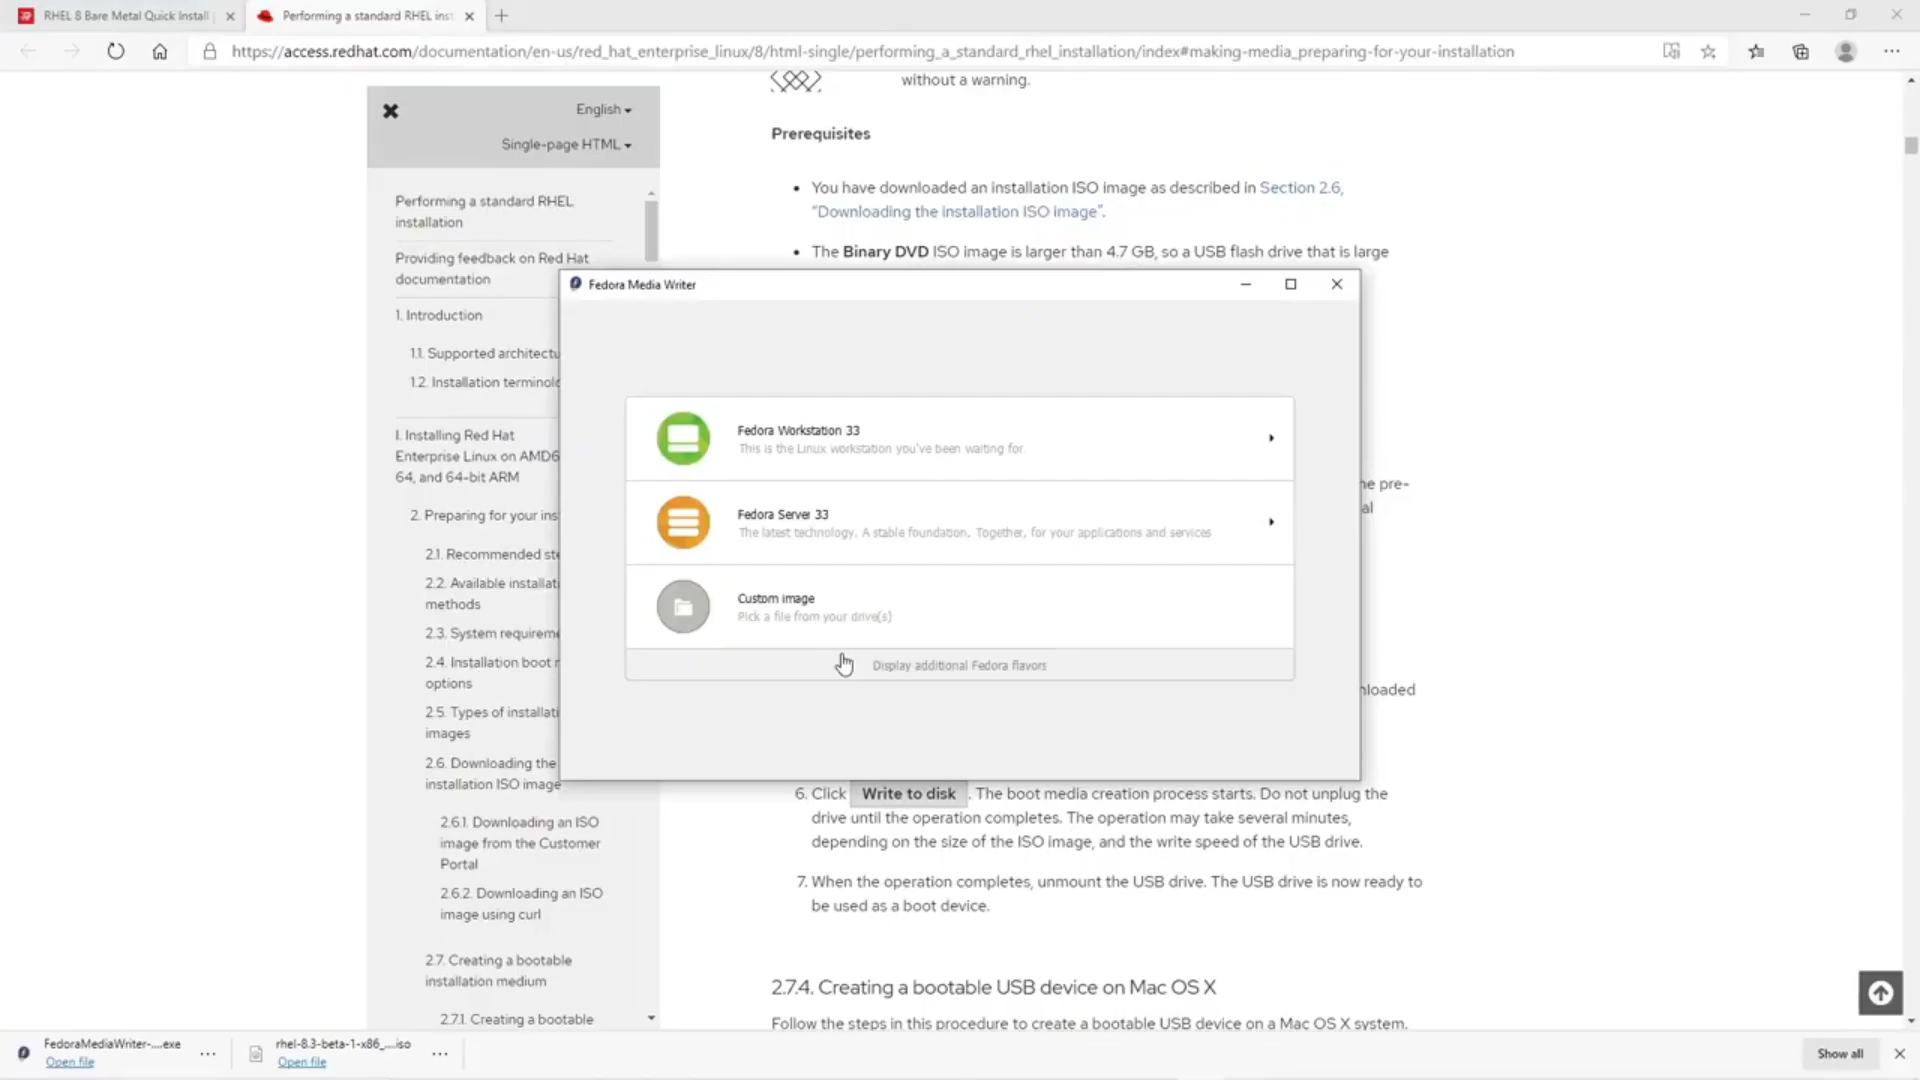 RHEL 8 Bare Metal Quick Install
Performing a standard RHEL inst
https://access.redhat.com/documentation/en-us/red_hat_enterprise_linux/8/html-single/performing_a_standard_rhel_installation/index#making-media_preparing-for-your-installation
English
Single-page HTML
Performing a standard RHEL
installation
Providing feedback on Red Hat
documentation
1. Introduction
1.1. Supported architectu
1.2. Installation terminolo
I. Installing Red Hat
Enterprise Linux on AMD6
64, and 64-bit ARM
2. Preparing for your ins
2.1. Recommended ste
2.2. Available installati
methods
2.3. System requireme
2.4. Installation boot m
options
2.5. Types of installati
images
2.6. Downloading the
installation ISO image
2.6.1. Downloading an ISO
image from the Customer
Portal
2.6.2. Downloading an ISO
image using curl
2.7. Creating a bootable
installation medium
2.7.1. Creating a bootable
without a warning.
Prerequisites
You have downloaded an installation ISO image as described in Section 2.6,
“Downloading the installation ISO image”.
The Binary DVD ISO image is larger than 4.7 GB, so a USB flash drive that is large
Fedora Media Writer
Fedora Workstation 33
This is the Linux workstation you've been waiting for.
Fedora Server 33
The latest technology. A stable foundation. Together, for your applications and services
Custom image
Pick a file from your drive(s)
Display additional Fedora flavors
he pre-
al
nloaded
6. Click Write to disk . The boot media creation process starts. Do not unplug the
drive until the operation completes. The operation may take several minutes,
depending on the size of the ISO image, and the write speed of the USB drive.
7. When the operation completes, unmount the USB drive. The USB drive is now ready to
be used as a boot device.
2.7.4. Creating a bootable USB device on Mac OS X
Follow the steps in this procedure to create a bootable USB device on a Mac OS X system.
FedoraMediaWriter-....exe
Open file
rhel-8.3-beta-1-x86_....iso
Open file
Show all